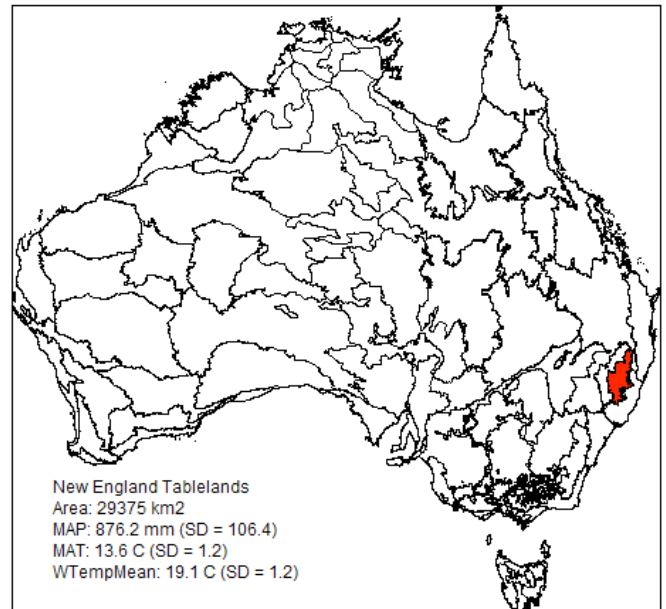 New England Tablelands
Area: 29375 km2
MAP: 876.2 mm (SD = 106.4)
MAT: 13.6 C (SD = 1.2)
WTempMean: 19.1 C (SD = 1.2)